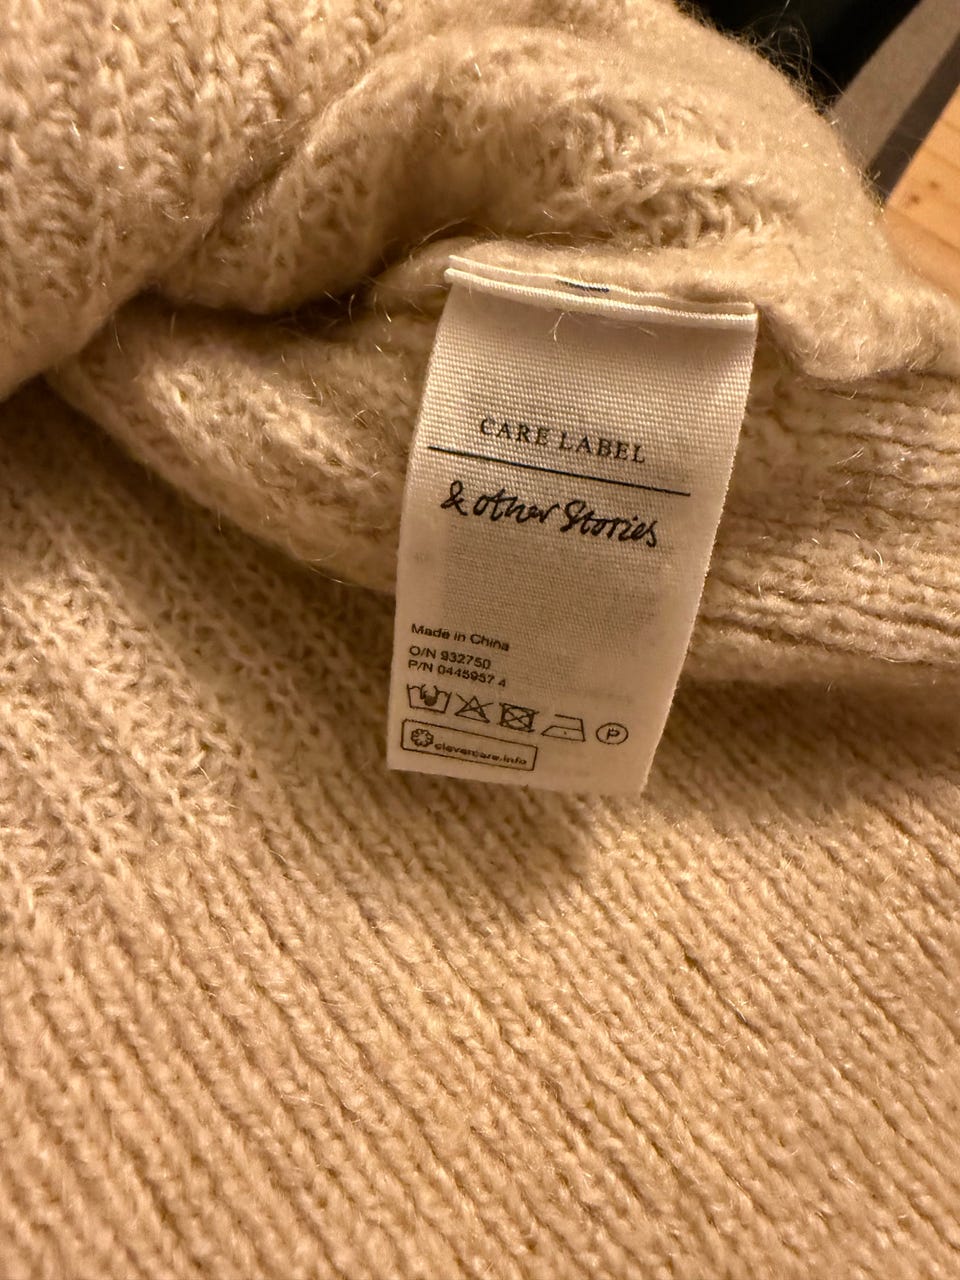 CARE LABEL
& other Stories
Made in China
O/N 932750
P/N 0445957 4
P
clevercare.info